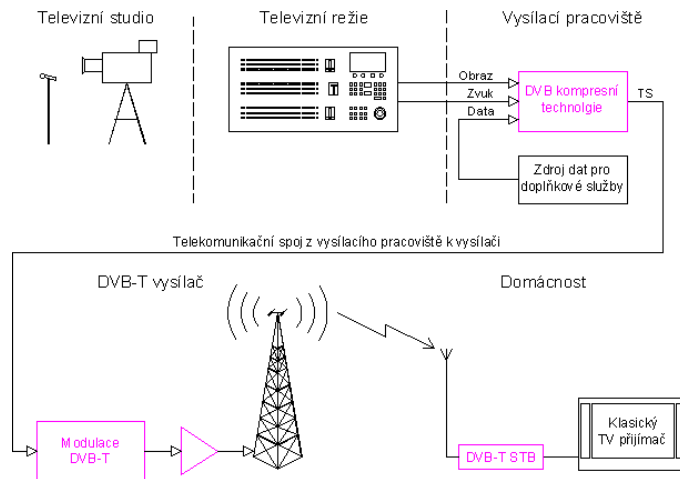 Televizní studio
Televizní režie
Vysílací pracoviště
Obraz
Zvuk
Data
DVB kompresní
technolgie
TS
Zdroj dat pro
doplňkové služby
Telekomunikační spoj z vysílacího pracoviště k vysílači
DVB-T vysílač
Domácnost
Modulace
DVB-T
DVB-T STB
Klasický
TV přijímač